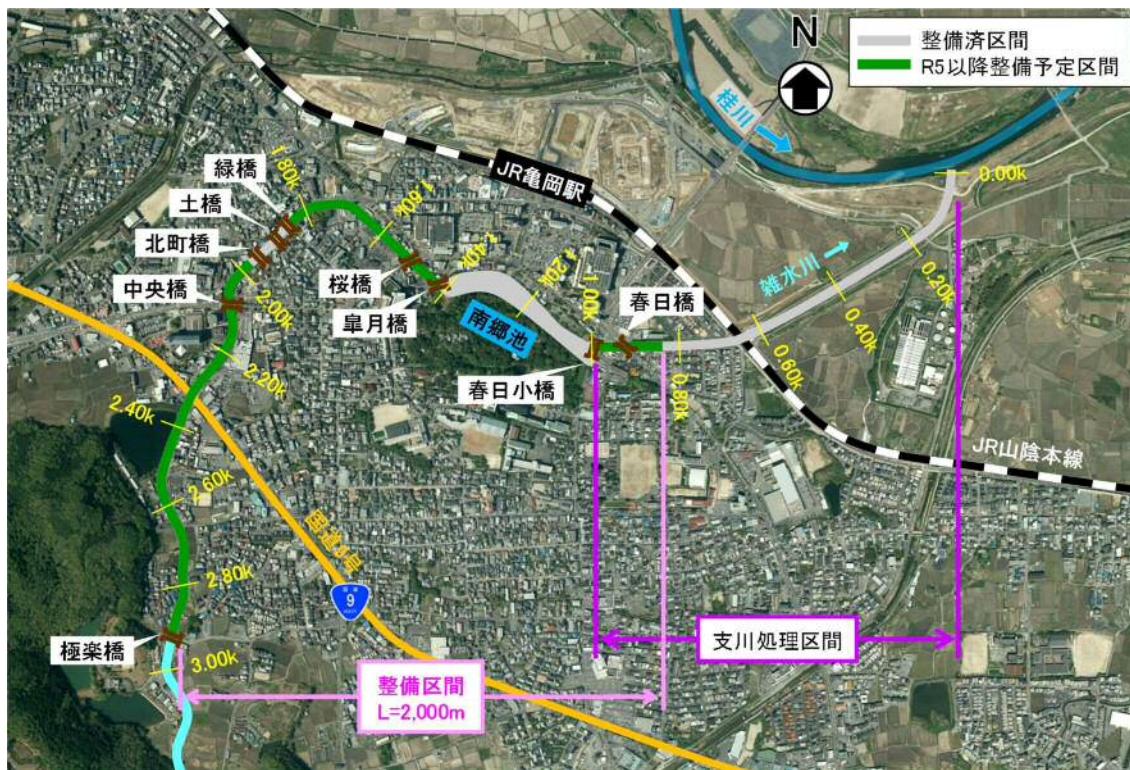 整備済区間
R5以降整備予定区間
N
桂川
JR亀岡駅
0.00k
緑橋
1.80k
土橋
1.60k
北町橋
1.40k
1.20k
雑水川
0.20k
中央橋
2.00k
桜橋
1.00k
春日橋
0.40k
皐月橋
南郷池
0.60k
2.20k
春日小橋
0.80k
2.40k
JR山陰本線
2.60k
国道9号
2.80k
9
極楽橋
3.00k
支川処理区間
整備区間
L=2,000m